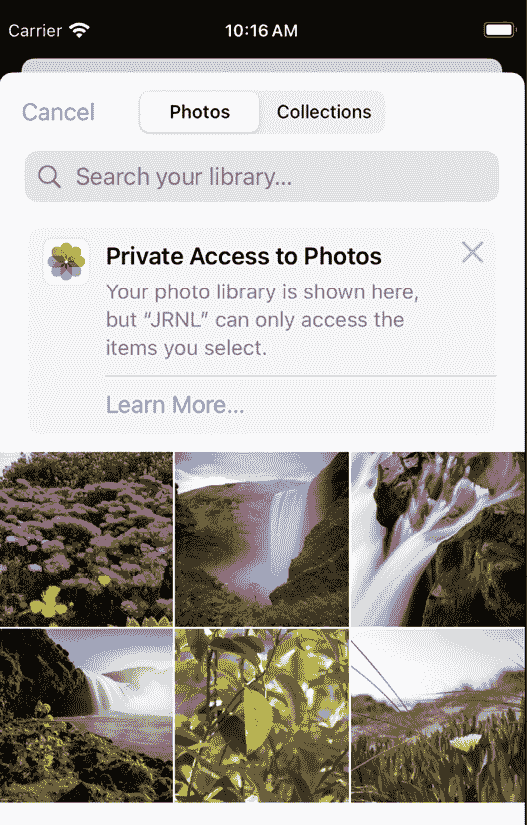 Carrier 10:16 AM
Cancel Photos Collections
Search your library...
Private Access to Photos
Your photo library is shown here,
but “JRNL” can only access the
items you select.
Learn More...